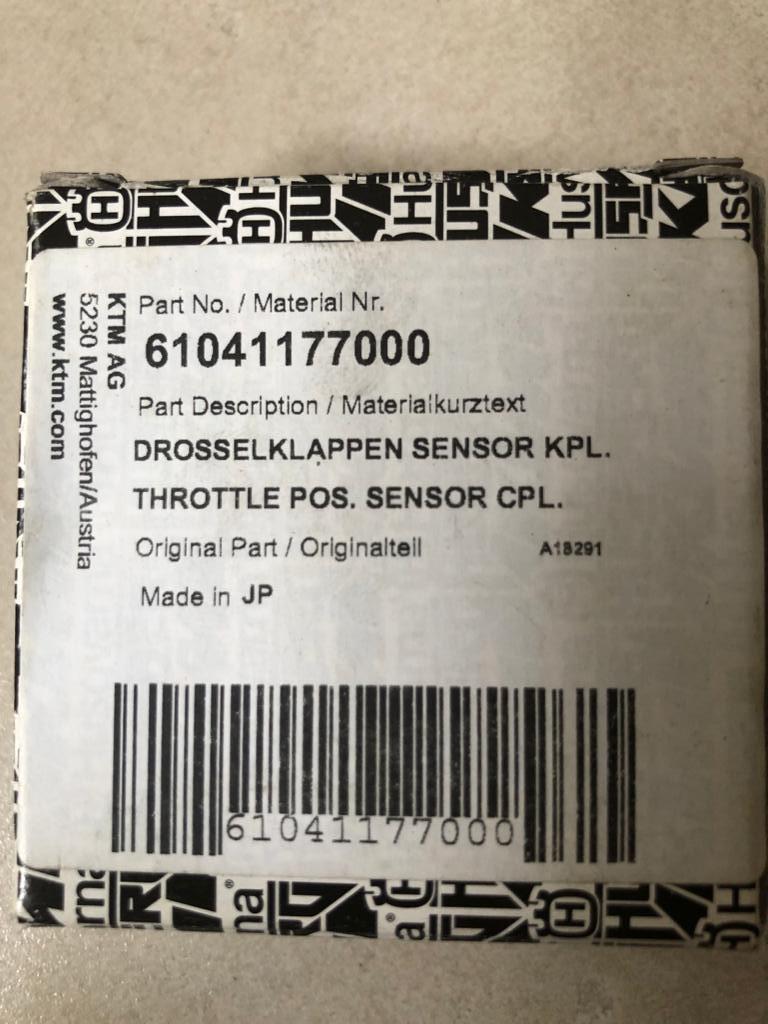 Part No. / Material Nr.
61041177000
Part Description / Materialkurztext
DROSSELKLAPPEN SENSOR KPL.
THROTTLE POS. SENSOR CPL.
Original Part / Originalteil A18291
Made in JP
61041177000
KTM AG
5230 Mattighofen/Austria
www.ktm.com